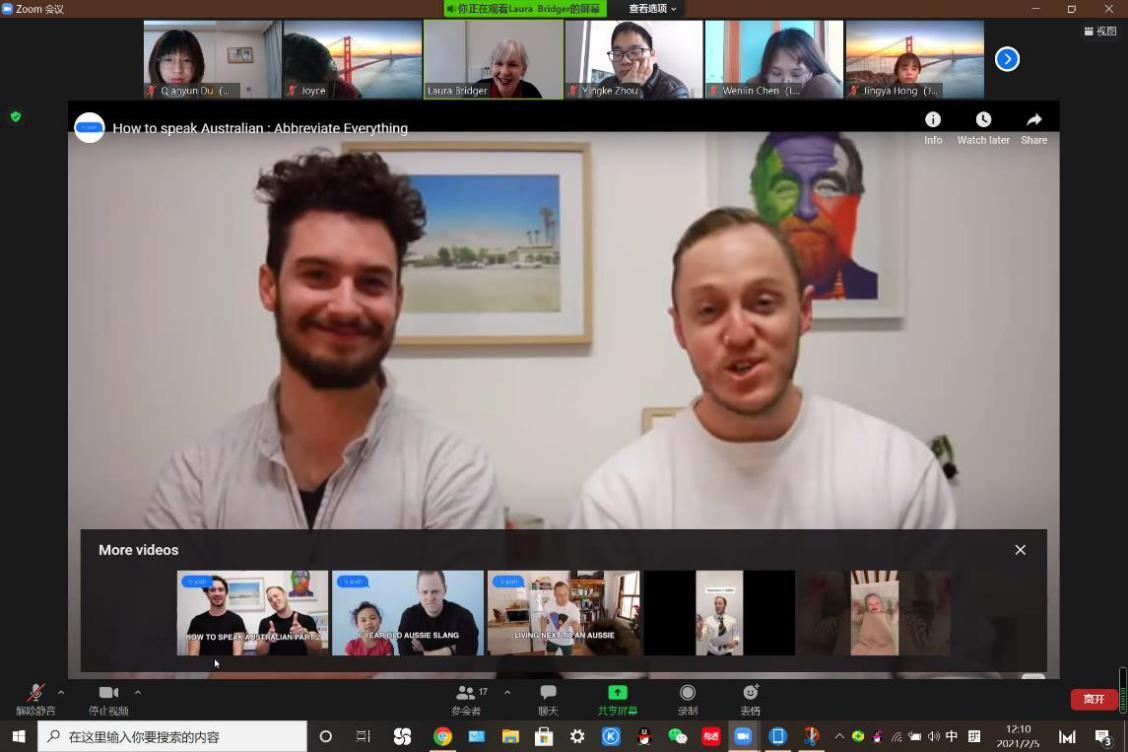 Zoom 会议
你正在观看Laura Bridger的屏幕
查看选项
视图
Qianyun Du (...
Joyce
Laura Bridger
Yingke Zhou
Wenlin Chen (L...
Jingya Hong (J...
How to speak Australian : Abbreviate Everything
Info
Watch later
Share
More videos
HOW TO SPEAK AUSTRALIAN PART 2
6 YEAR OLD AUSSIE SLANG
LIVING NEXT TO AN AUSSIE
解除静音
停止视频
17
参会者
聊天
共享屏幕
录制
表情
离开
在这里输入你要搜索的内容
中
拼
12:10
2021/2/5
3